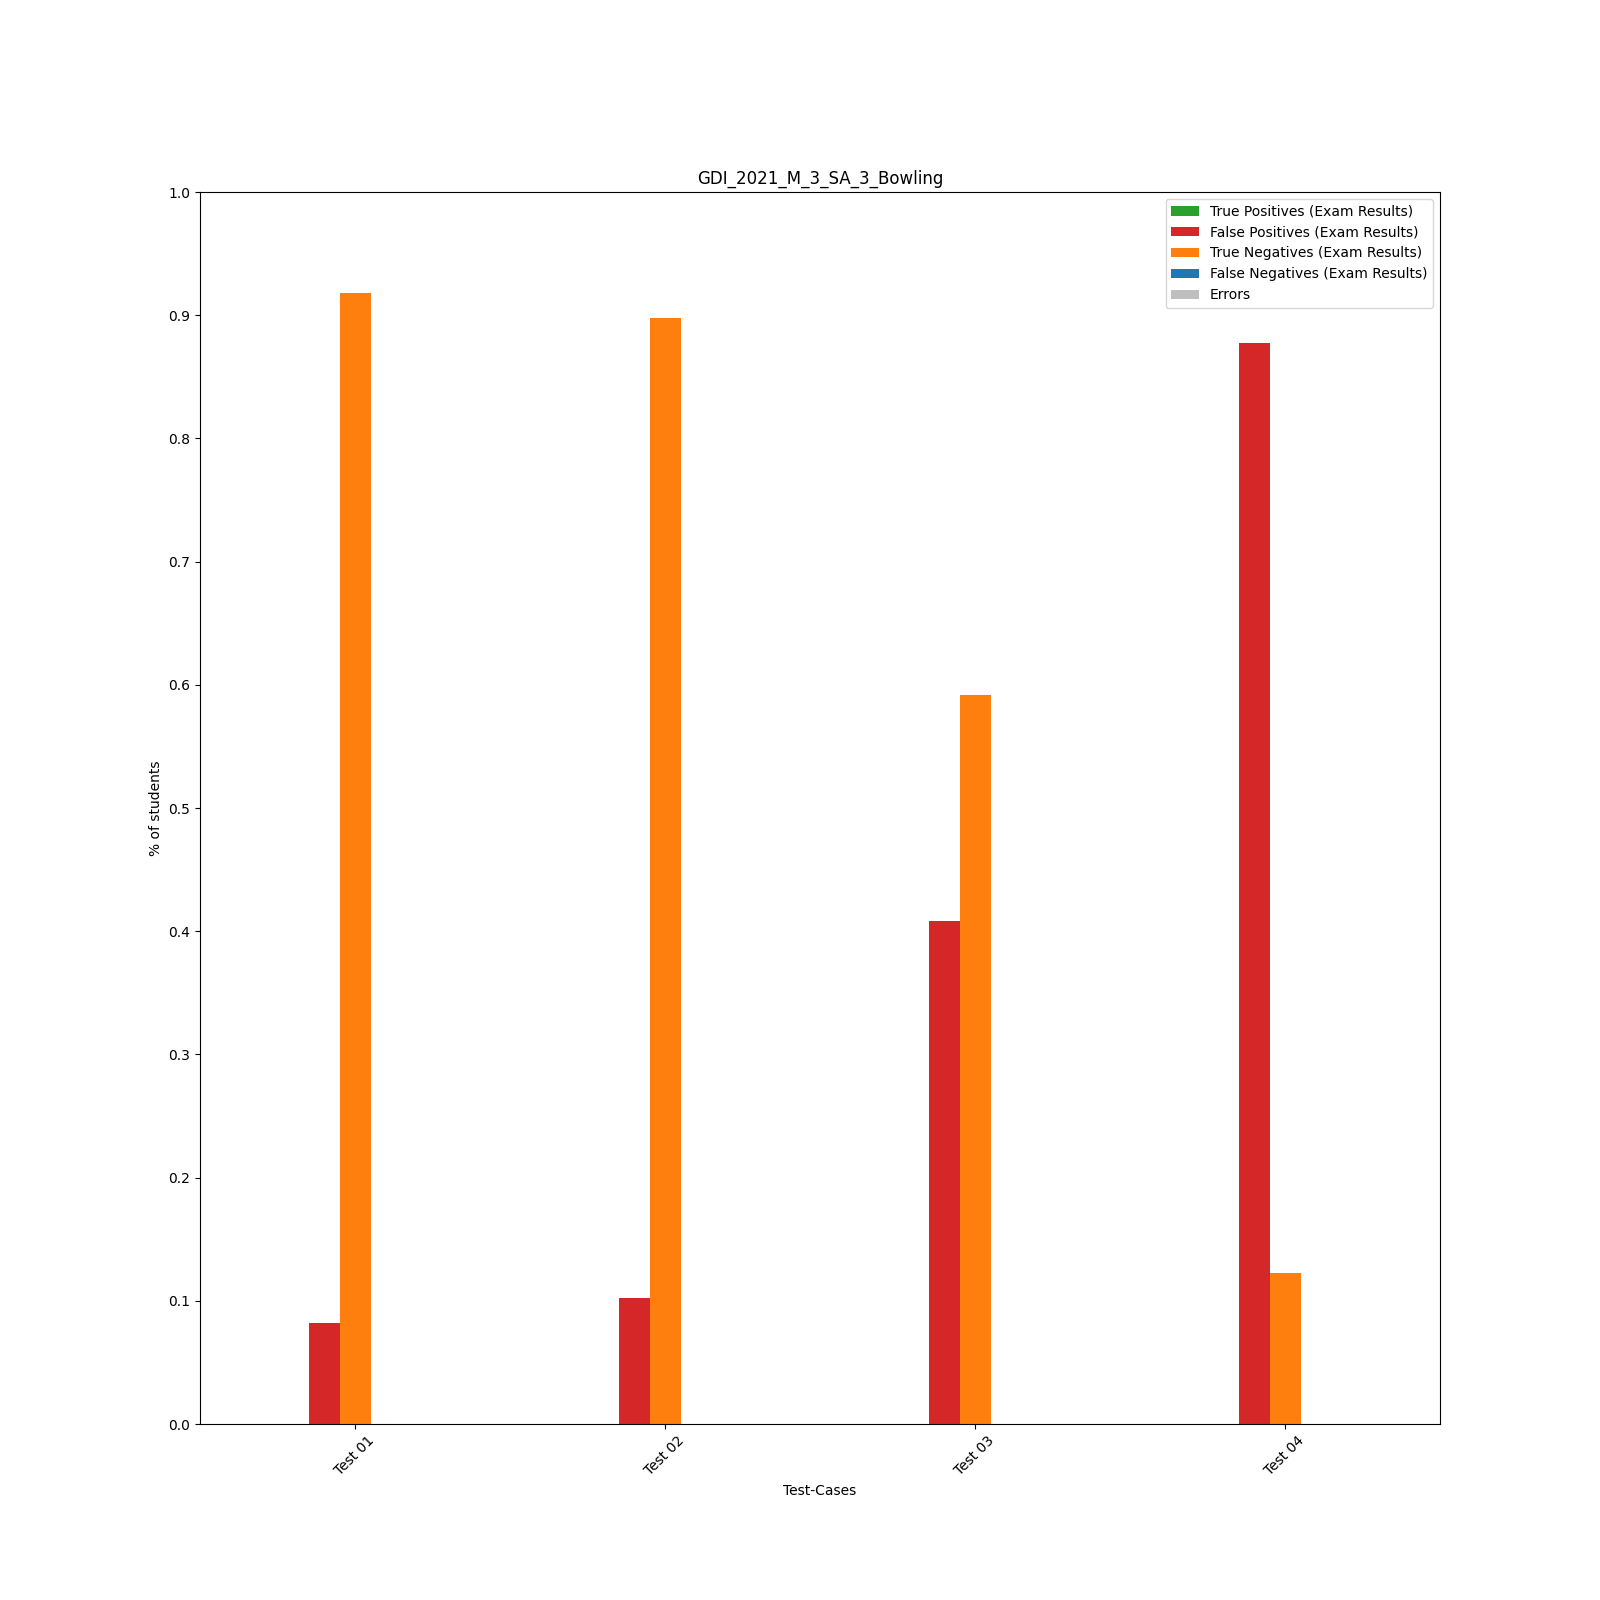 GDI_2021_M_3_SA_3_Bowling
1.0
0.9
0.8
0.7
0.6
0.5
0.4
0.3
0.2
0.1
0.0
% of students
True Positives (Exam Results)
False Positives (Exam Results)
True Negatives (Exam Results)
False Negatives (Exam Results)
Errors
Test 01
Test 02
Test 03
Test 04
Test-Cases